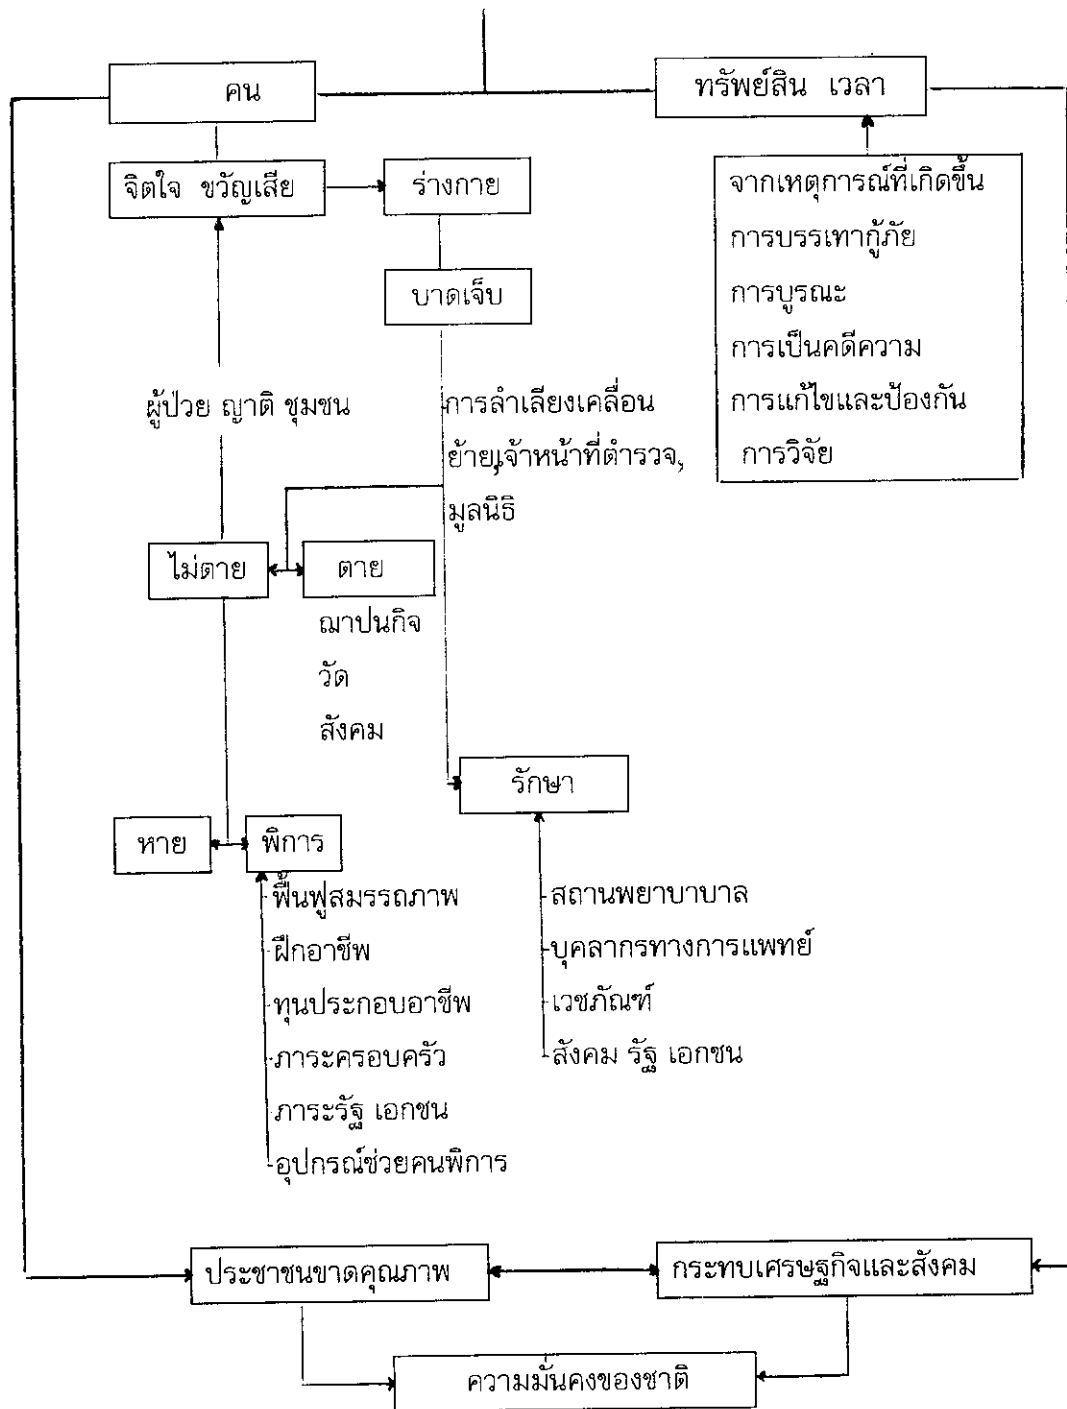 คน
ทรัพย์สิน เวลา
จิตใจ ขวัญเสีย
ร่างกาย
จากเหตุการณ์ที่เกิดขึ้น
การบรรเทากู้ภัย
การบูรณะ
การเป็นคดีความ
การแก้ไขและป้องกัน
การวิจัย
บาดเจ็บ
ผู้ป่วย ญาติ ชุมชน
การลำเลียงเคลื่อน
ย้าย,เจ้าหน้าที่ตำรวจ,
มูลนิธิ
ไม่ตาย
ตาย
ฌาปนกิจ
วัด
สังคม
รักษา
หาย
พิการ
ฟื้นฟูสมรรถภาพ
ฝึกอาชีพ
ทุนประกอบอาชีพ
ภาระครอบครัว
ภาระรัฐ เอกชน
อุปกรณ์ช่วยคนพิการ
สถานพยาบาบาล
บุคลากรทางการแพทย์
เวชภัณฑ์
สังคม รัฐ เอกชน
ประชาชนขาดคุณภาพ
กระทบเศรษฐกิจและสังคม
ความมั่นคงของชาติ